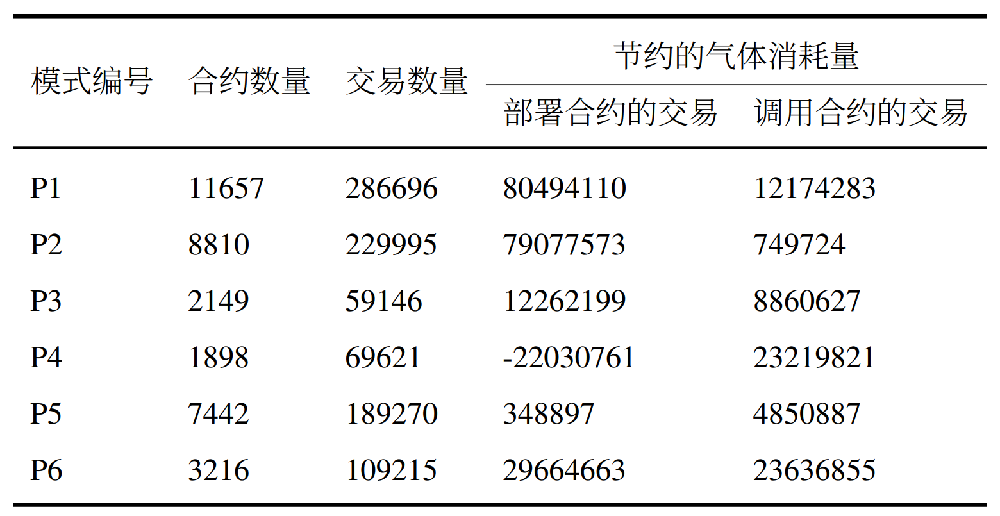 节约的气体消耗量
模式编号 合约数量 交易数量
部署合约的交易 调用合约的交易
P1 11657 286696 80494110 12174283
P2 8810 229995 79077573 749724
P3 2149 59146 12262199 8860627
P4 1898 69621 -22030761 23219821
P5 7442 189270 348897 4850887
P6 3216 109215 29664663 23636855